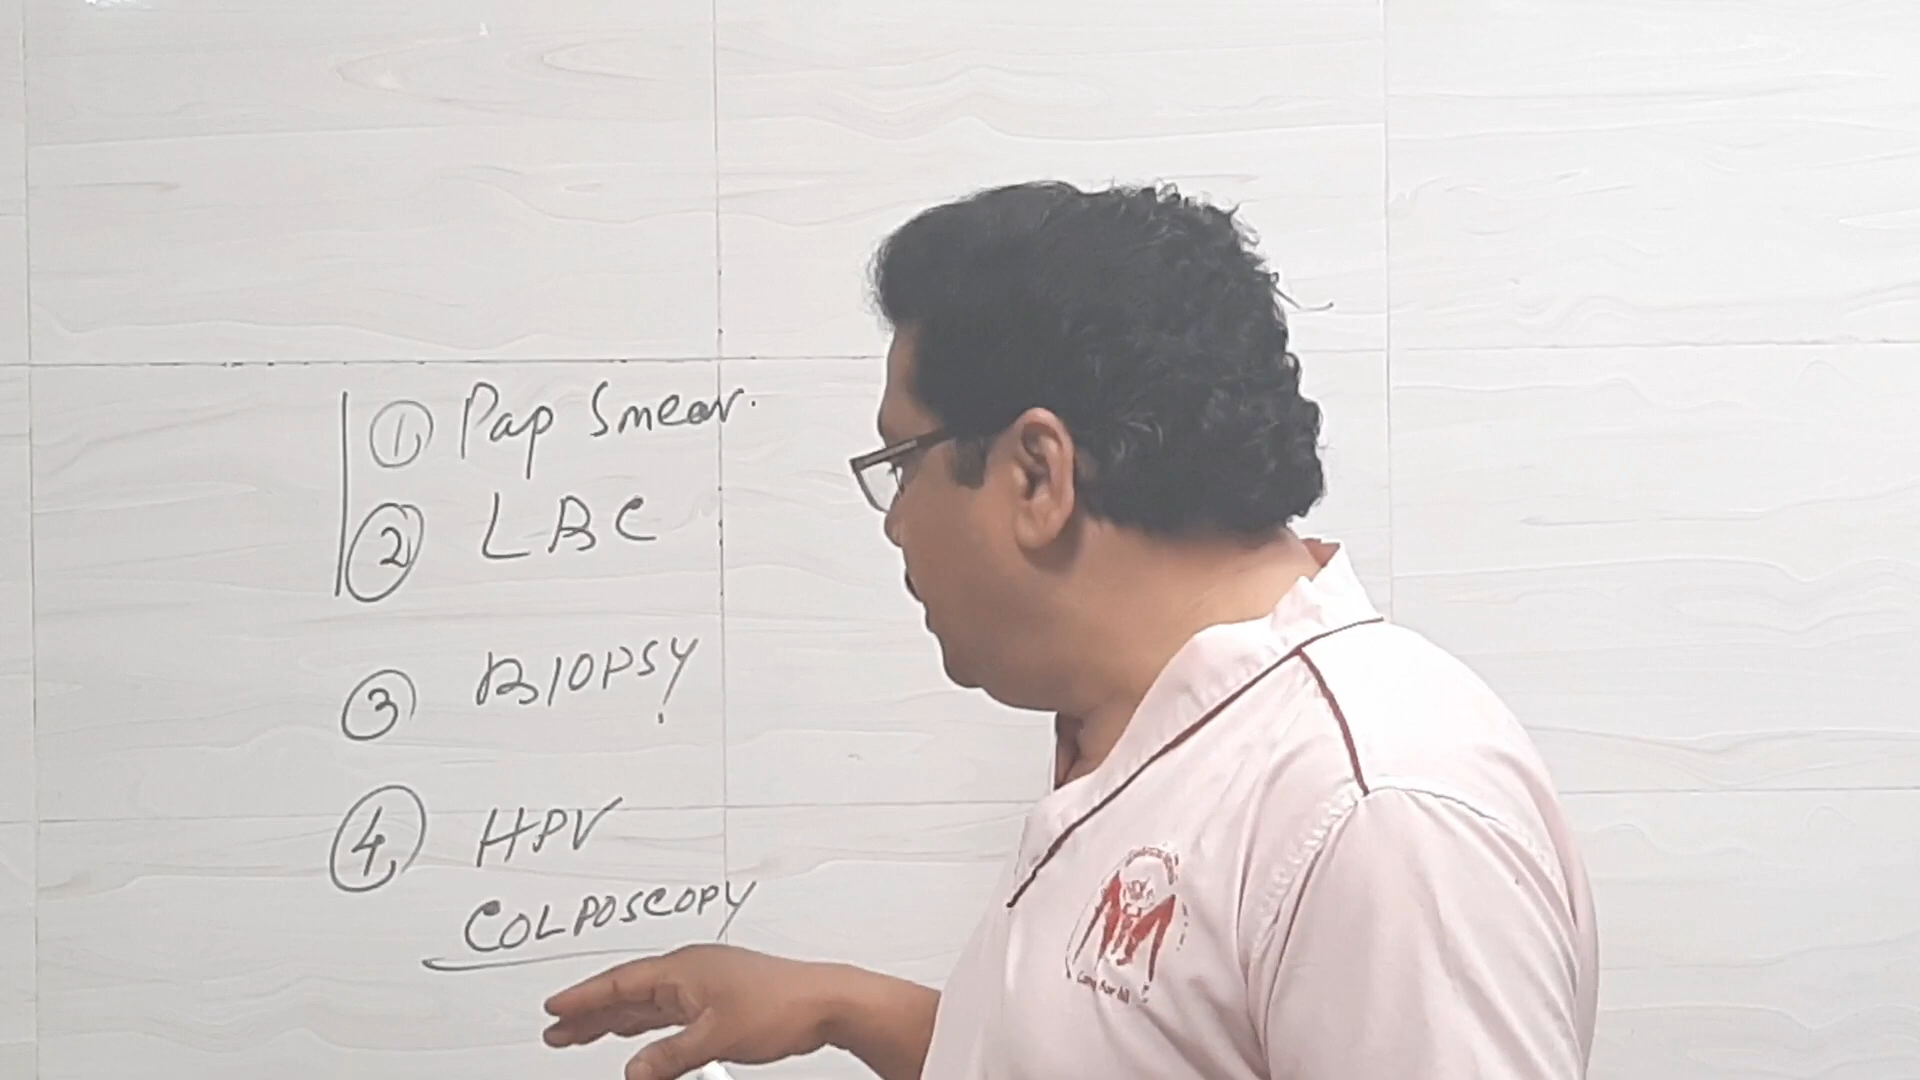 ① Pap Smear.
② LBC
③ BIOPSY
④ HPV
COLPOSCOPY